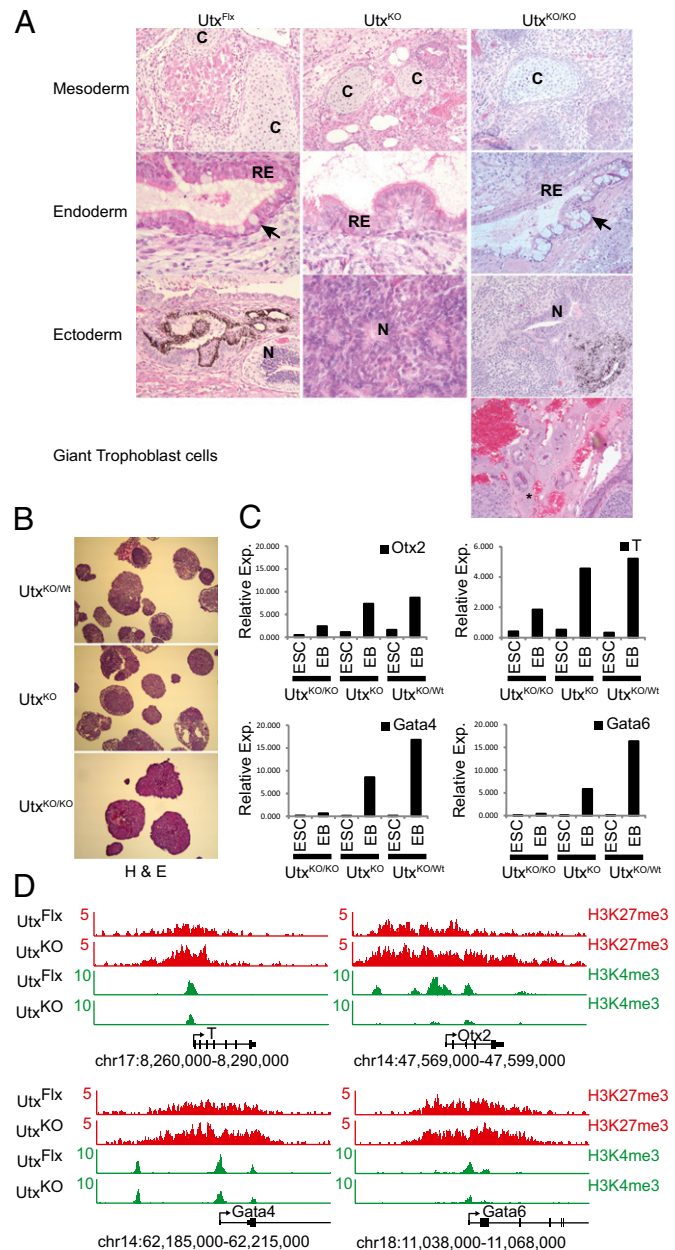 A
Utx^Flx Utx^KO Utx^KO/KO
Mesoderm
C
C
C
C
C
Endoderm
RE
RE
RE
Ectoderm
N
N
N
Giant Trophoblast cells
*
B
Utx^KO/Wt
Utx^KO
Utx^KO/KO
H & E
C
Relative Exp.
20.000
15.000
10.000
5.000
0.000
Otx2
ESC EB ESC EB ESC EB
Utx^KO/KO Utx^KO Utx^KO/Wt
6.000
4.000
2.000
0.000
T
ESC EB ESC EB ESC EB
Utx^KO/KO Utx^KO Utx^KO/Wt
Relative Exp.
20.000
15.000
10.000
5.000
0.000
Gata4
ESC EB ESC EB ESC EB
Utx^KO/KO Utx^KO Utx^KO/Wt
Relative Exp.
20.000
15.000
10.000
5.000
0.000
Gata6
ESC EB ESC EB ESC EB
Utx^KO/KO Utx^KO Utx^KO/Wt
D
Utx^Flx 5 5 H3K27me3
Utx^KO 5 5 H3K27me3
Utx^Flx 10 10 H3K4me3
Utx^KO 10 10 H3K4me3
T Otx2
chr17:8,260,000-8,290,000 chr14:47,569,000-47,599,000
Utx^Flx 5 5 H3K27me3
Utx^KO 5 5 H3K27me3
Utx^Flx 10 10 H3K4me3
Utx^KO 10 10 H3K4me3
Gata4 Gata6
chr14:62,185,000-62,215,000 chr18:11,038,000-11,068,000